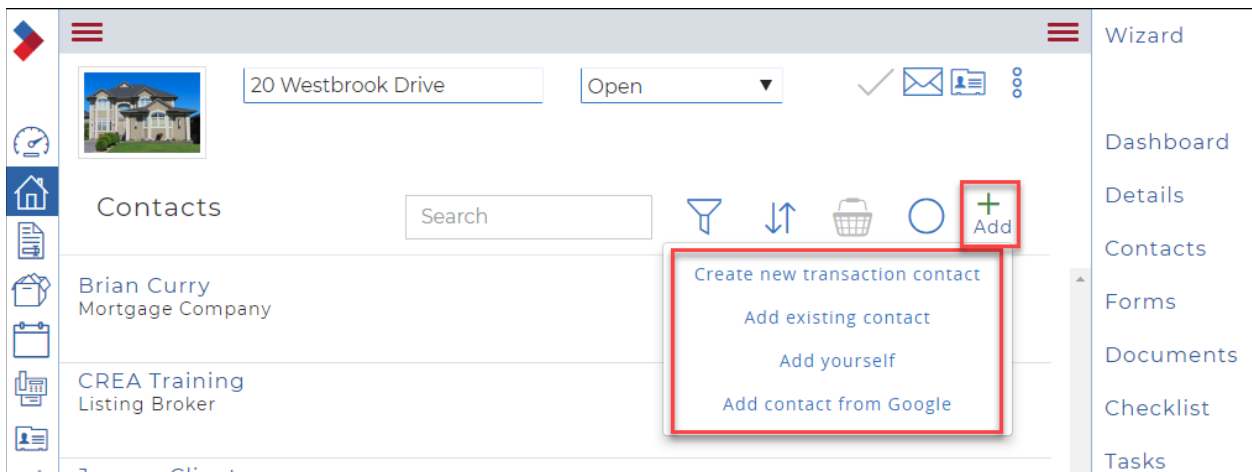 Wizard
20 Westbrook Drive
Open
Dashboard
Details
Contacts
Search
Add
Contacts
Create new transaction contact
Add existing contact
Add yourself
Add contact from Google
Brian Curry
Mortgage Company
CREA Training
Listing Broker
Forms
Documents
Checklist
Tasks